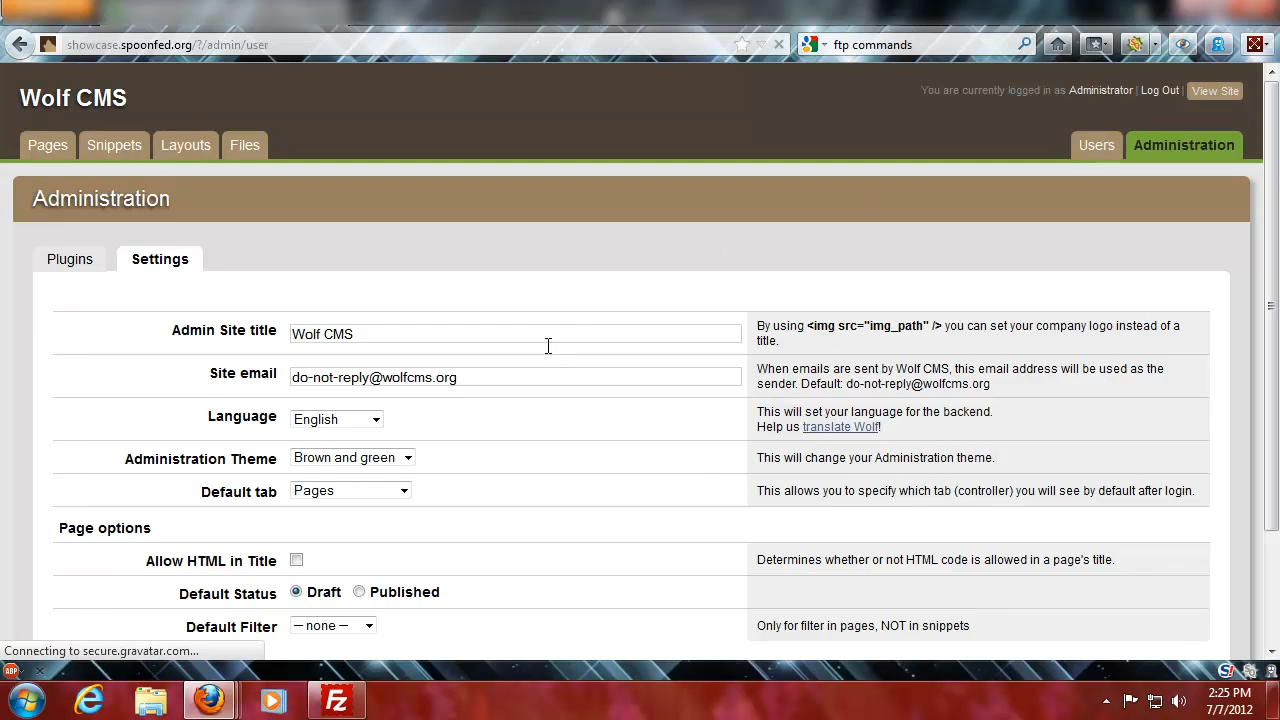 showcase.spoonfed.org/?/admin/user
ftp commands
Wolf CMS
You are currently logged in as Administrator | Log Out | View Site
Pages
Snippets
Layouts
Files
Users
Administration
Administration
Plugins
Settings
Admin Site title
Wolf CMS
By using <img src="img_path" /> you can set your company logo instead of a
title.
Site email
do-not-reply@wolfcms.org
When emails are sent by Wolf CMS, this email address will be used as the
sender. Default: do-not-reply@wolfcms.org
Language
English
This will set your language for the backend.
Help us translate Wolf!
Administration Theme
Brown and green
This will change your Administration theme.
Default tab
Pages
This allows you to specify which tab (controller) you will see by default after login.
Page options
Allow HTML in Title
Determines whether or not HTML code is allowed in a page's title.
Default Status
Draft
Published
Default Filter
– none –
Only for filter in pages, NOT in snippets
Connecting to secure.gravatar.com...
ABP
S!
Fz
2:25 PM
7/7/2012